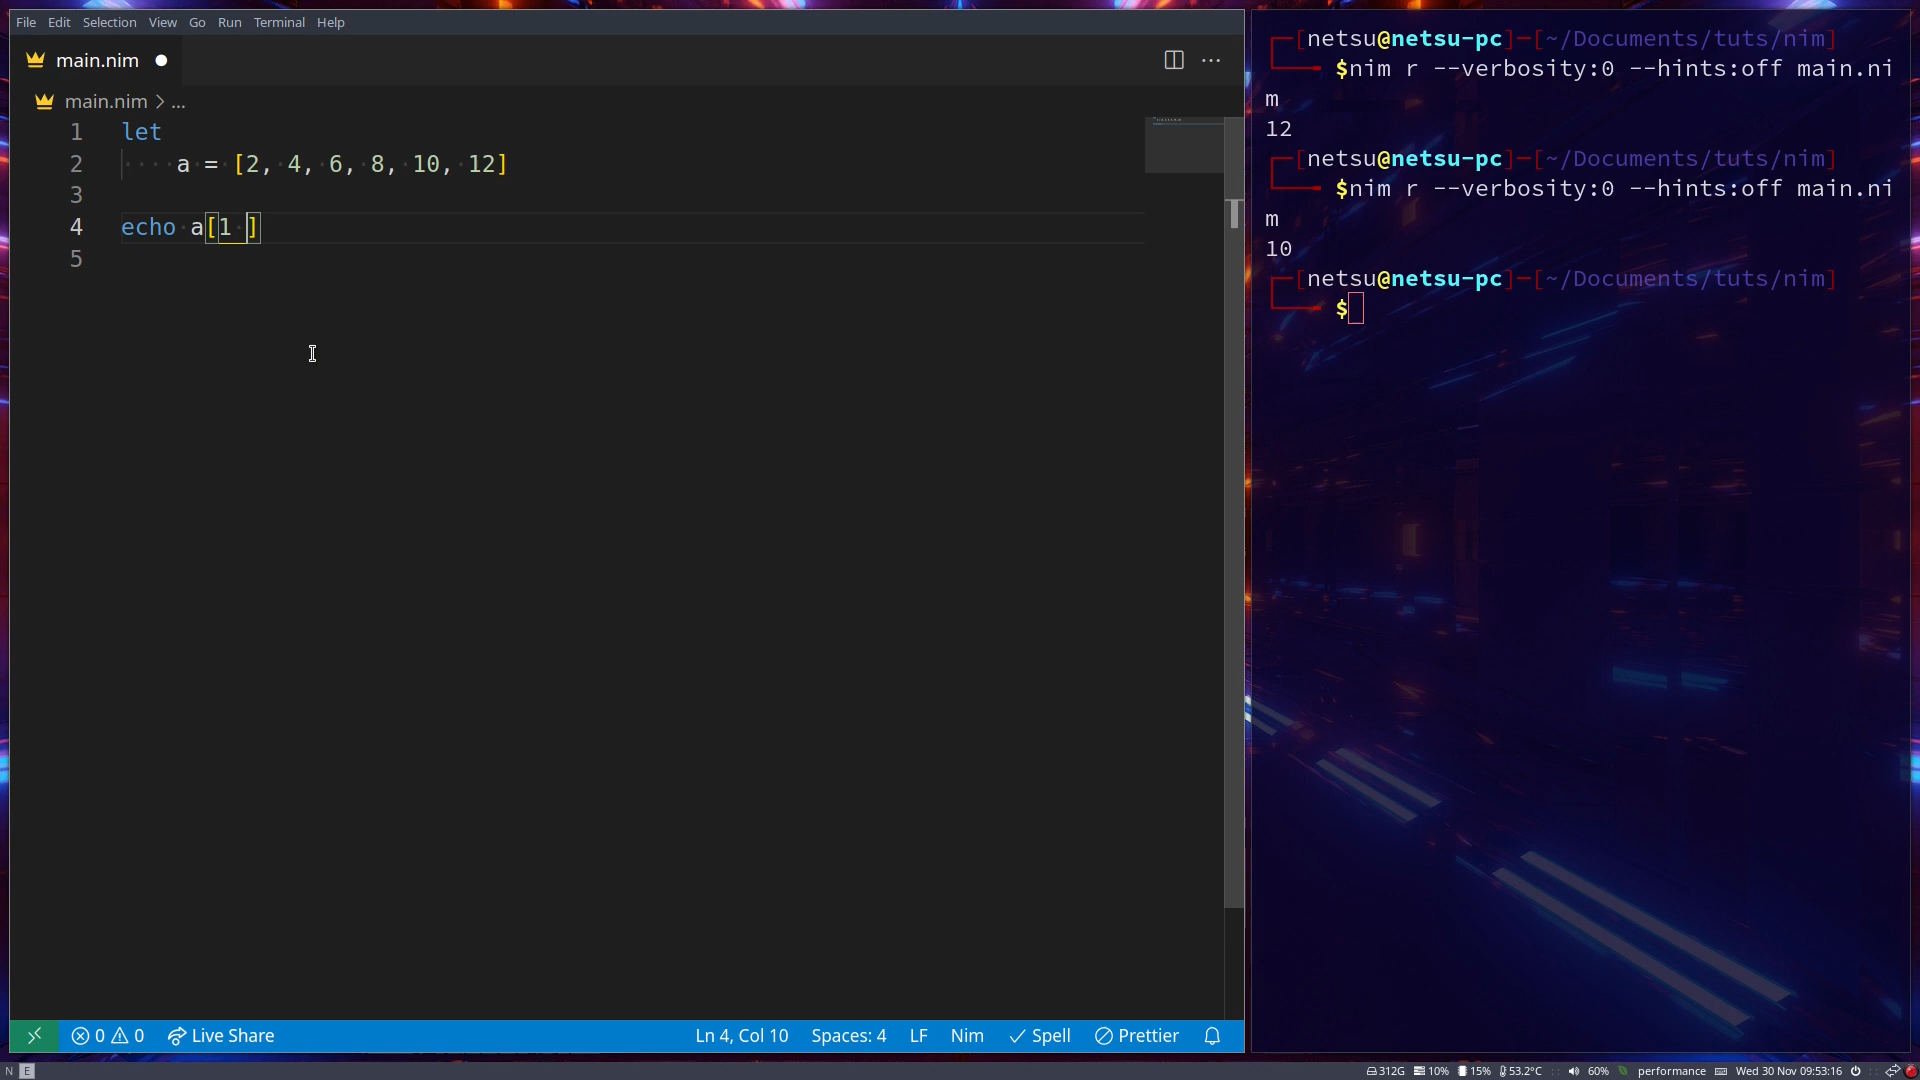 File Edit Selection View Go Run Terminal Help
main.nim
main.nim > ...
1 let
2 a = [2, 4, 6, 8, 10, 12]
3
4 echo a[1 ]
5
Ln 4, Col 10 Spaces: 4 LF Nim Spell Prettier
0 0 Live Share
[netsu@netsu-pc]-[~/Documents/tuts/nim]
$nim r --verbosity:0 --hints:off main.ni
m
12
[netsu@netsu-pc]-[~/Documents/tuts/nim]
$nim r --verbosity:0 --hints:off main.ni
m
10
[netsu@netsu-pc]-[~/Documents/tuts/nim]
$
N E
312G 10% 15% 53.2°C 60% performance Wed 30 Nov 09:53:16